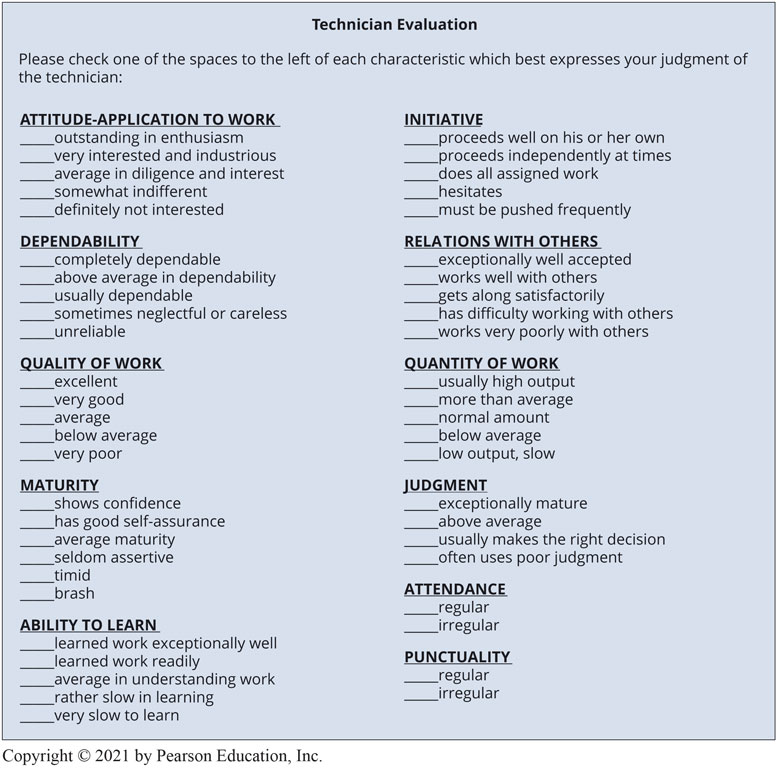 Technician Evaluation
Please check one of the spaces to the left of each characteristic which best expresses your judgment of
the technician:
ATTITUDE-APPLICATION TO WORK
_____outstanding in enthusiasm
_____very interested and industrious
_____average in diligence and interest
_____somewhat indifferent
_____definitely not interested
DEPENDABILITY
_____completely dependable
_____above average in dependability
_____usually dependable
_____sometimes neglectful or careless
_____unreliable
QUALITY OF WORK
_____excellent
_____very good
_____average
_____below average
_____very poor
MATURITY
_____shows confidence
_____has good self-assurance
_____average maturity
_____seldom assertive
_____timid
_____brash
ABILITY TO LEARN
_____learned work exceptionally well
_____learned work readily
_____average in understanding work
_____rather slow in learning
_____very slow to learn
INITIATIVE
_____proceeds well on his or her own
_____proceeds independently at times
_____does all assigned work
_____hesitates
_____must be pushed frequently
RELATIONS WITH OTHERS
_____exceptionally well accepted
_____works well with others
_____gets along satisfactorily
_____has difficulty working with others
_____works very poorly with others
QUANTITY OF WORK
_____usually high output
_____more than average
_____normal amount
_____below average
_____low output, slow
JUDGMENT
_____exceptionally mature
_____above average
_____usually makes the right decision
_____often uses poor judgment
ATTENDANCE
_____regular
_____irregular
PUNCTUALITY
_____regular
_____irregular
Copyright © 2021 by Pearson Education, Inc.